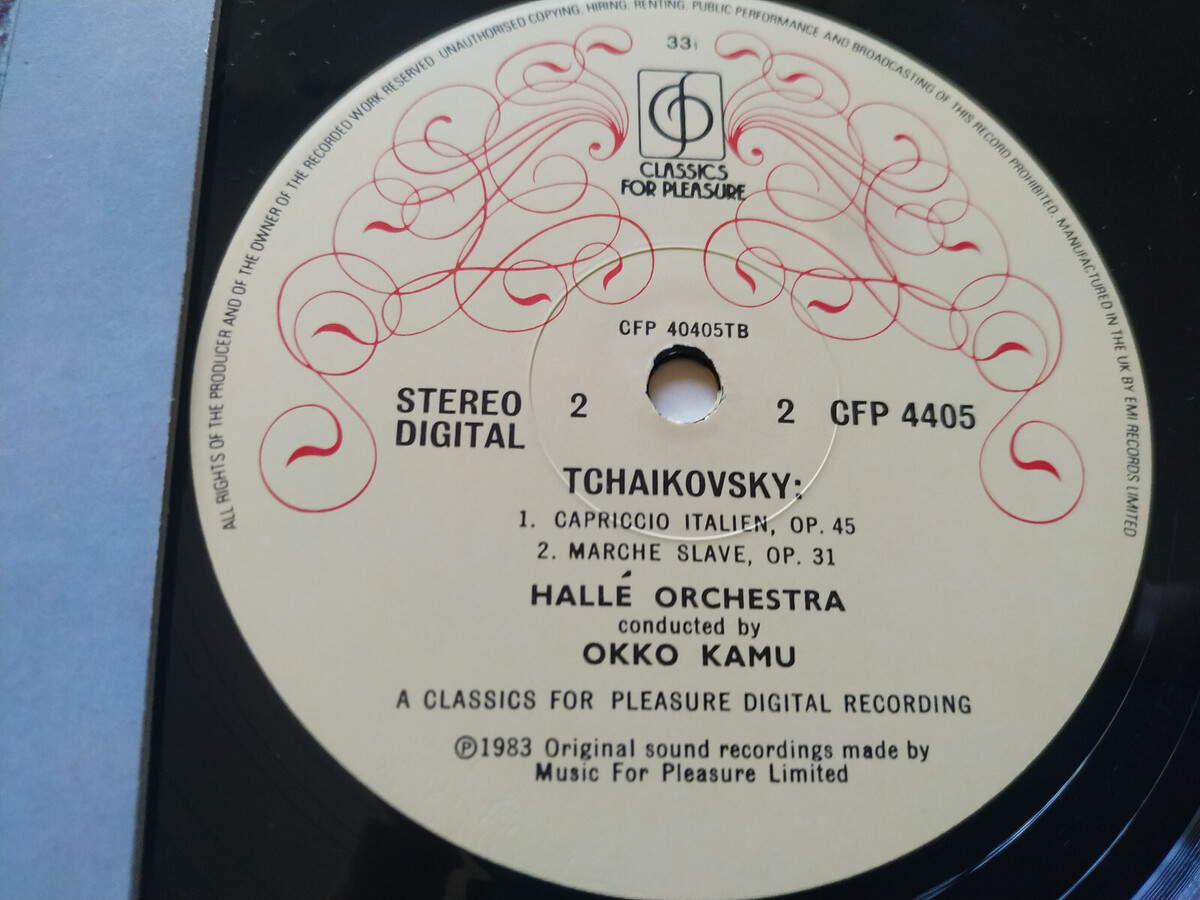 ALL RIGHTS OF THE PRODUCER AND OF THE OWNER OF THE RECORDED WORK RESERVED UNAUTHORISED COPYING, HIRING, RENTING, PUBLIC PERFORMANCE AND BROADCASTING OF THIS RECORD PROHIBITED. MANUFACTURED IN THE UK BY EMI RECORDS LIMITED
33⅓
CLASSICS
FOR PLEASURE
CFP 40405TB
STEREO 2 2 CFP 4405
DIGITAL
TCHAIKOVSKY:
1. CAPRICCIO ITALIEN, OP. 45
2. MARCHE SLAVE, OP. 31
HALLÉ ORCHESTRA
conducted by
OKKO KAMU
A CLASSICS FOR PLEASURE DIGITAL RECORDING
℗1983 Original sound recordings made by
Music For Pleasure Limited